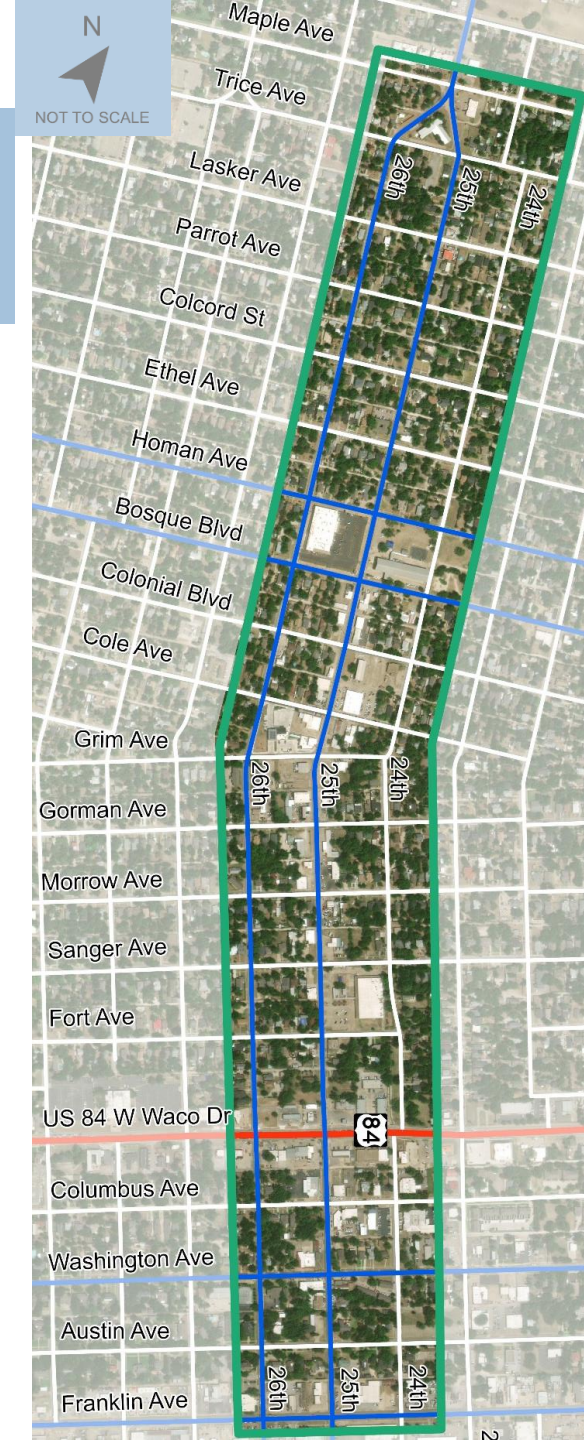 N
NOT TO SCALE
Maple Ave
Trice Ave
Lasker Ave
26th
25th
24th
Parrot Ave
Colcord St
Ethel Ave
Homan Ave
Bosque Blvd
Colonial Blvd
Cole Ave
Grim Ave
26th
25th
24th
Gorman Ave
Morrow Ave
Sanger Ave
Fort Ave
US 84 W Waco Dr
84
Columbus Ave
Washington Ave
Austin Ave
Franklin Ave
26th
25th
24th